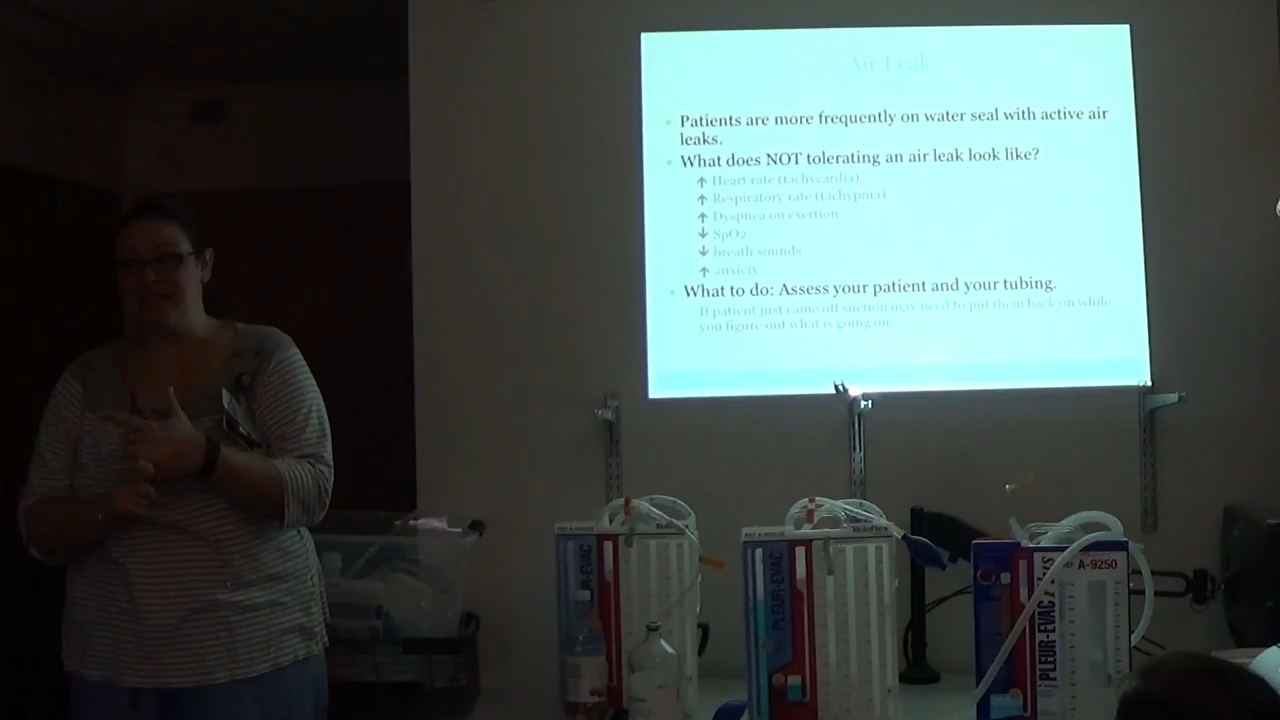 Air Leak
Patients are more frequently on water seal with active air
leaks.
What does NOT tolerating an air leak look like?
Heart rate (tachycardia)
Respiratory rate (tachypnia)
Dyspnea on exertion
SpO2
breath sounds
anxiety
What to do: Assess your patient and your tubing.
If patient just came off suction may need to put them back on while
you figure out what is going on.
PLEUR-EVAC
A-9250
PLEUR-EVAC Plus